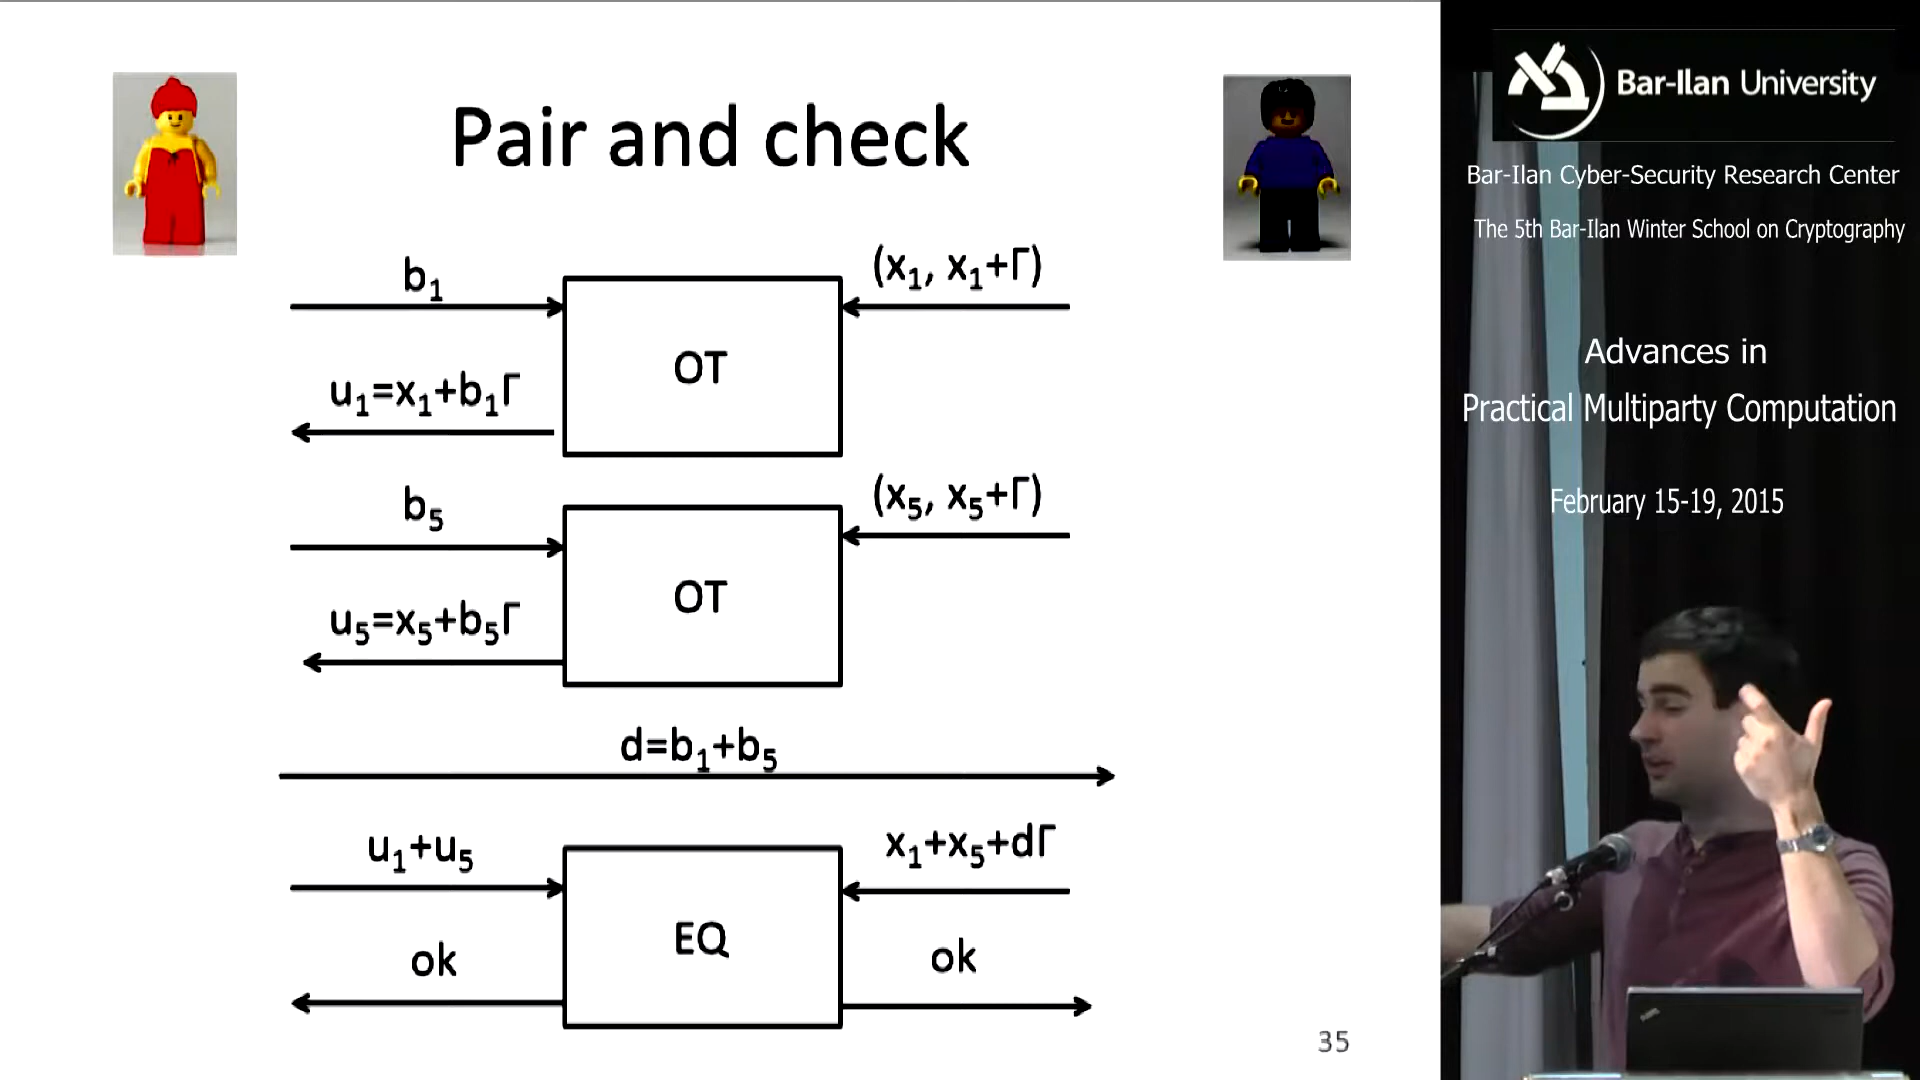 Pair and check
b₁
(x₁, x₁+Γ)
OT
u₁=x₁+b₁Γ
b₅
(x₅, x₅+Γ)
OT
u₅=x₅+b₅Γ
d=b₁+b₅
u₁+u₅
x₁+x₅+dΓ
EQ
ok
ok
35
Bar-Ilan University
Bar-Ilan Cyber-Security Research Center
The 5th Bar-Ilan Winter School on Cryptography
Advances in
Practical Multiparty Computation
February 15-19, 2015